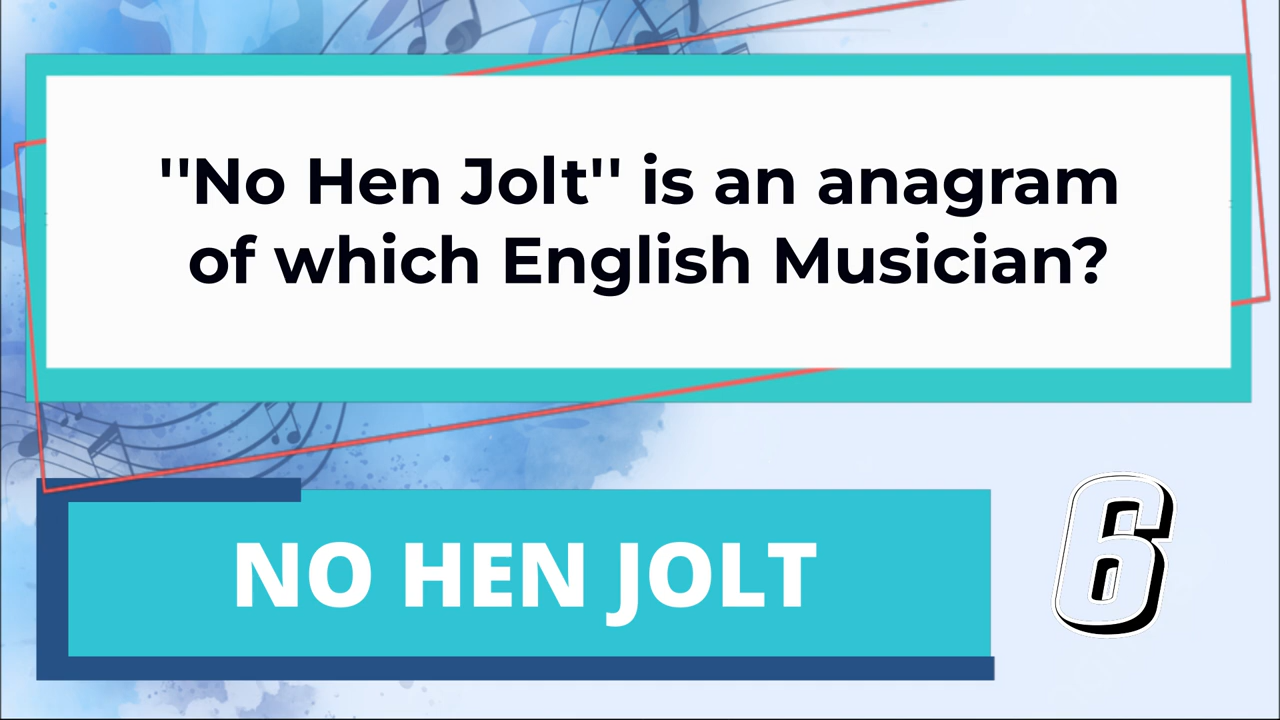 ''No Hen Jolt'' is an anagram
of which English Musician?
NO HEN JOLT
6